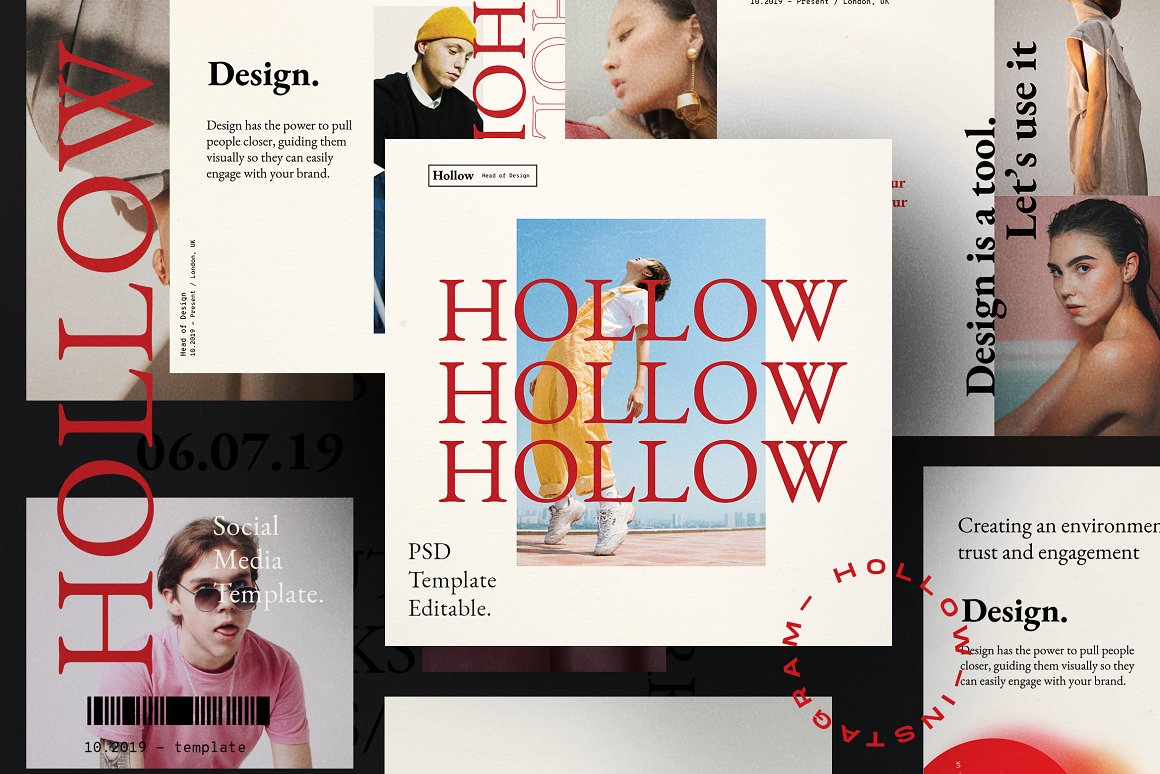 HOLLOW
Design.
Design has the power to pull
people closer, guiding them
visually so they can easily
engage with your brand.
Head of Design
10.2019 – Present / London, UK
HOL
10.2019 – Present / London, UK
Design is a tool.
Let's use it
06.07.19
Hollow Head of Design
HOLLOW
HOLLOW
HOLLOW
PSD
Template
Editable.
Social
Media
Template.
10.2019 – template
HOLLOW/INSTAGRAM—
Creating an
trust and engagement
Design.
Design has the power to pull people
closer, guiding them visually so they
can easily engage with your brand.
UK